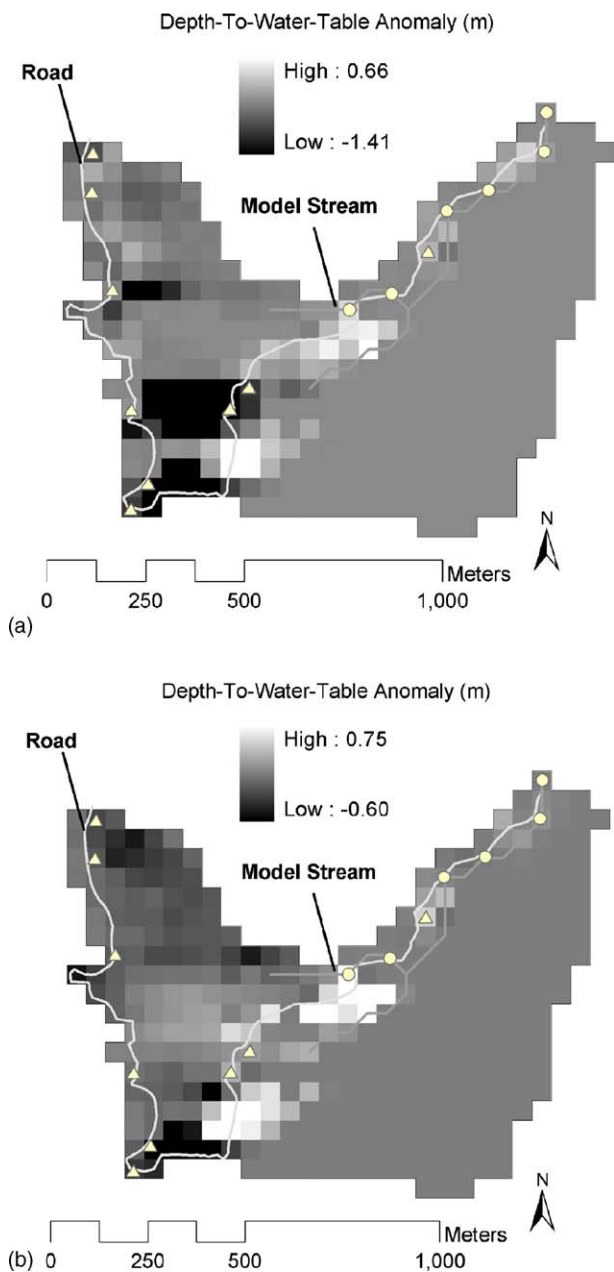 Depth-To-Water-Table Anomaly (m)
Road
High : 0.66
Low : -1.41
Model Stream
N
Meters
0 250 500 1,000
(a)
Depth-To-Water-Table Anomaly (m)
Road
High : 0.75
Low : -0.60
Model Stream
N
Meters
0 250 500 1,000
(b)